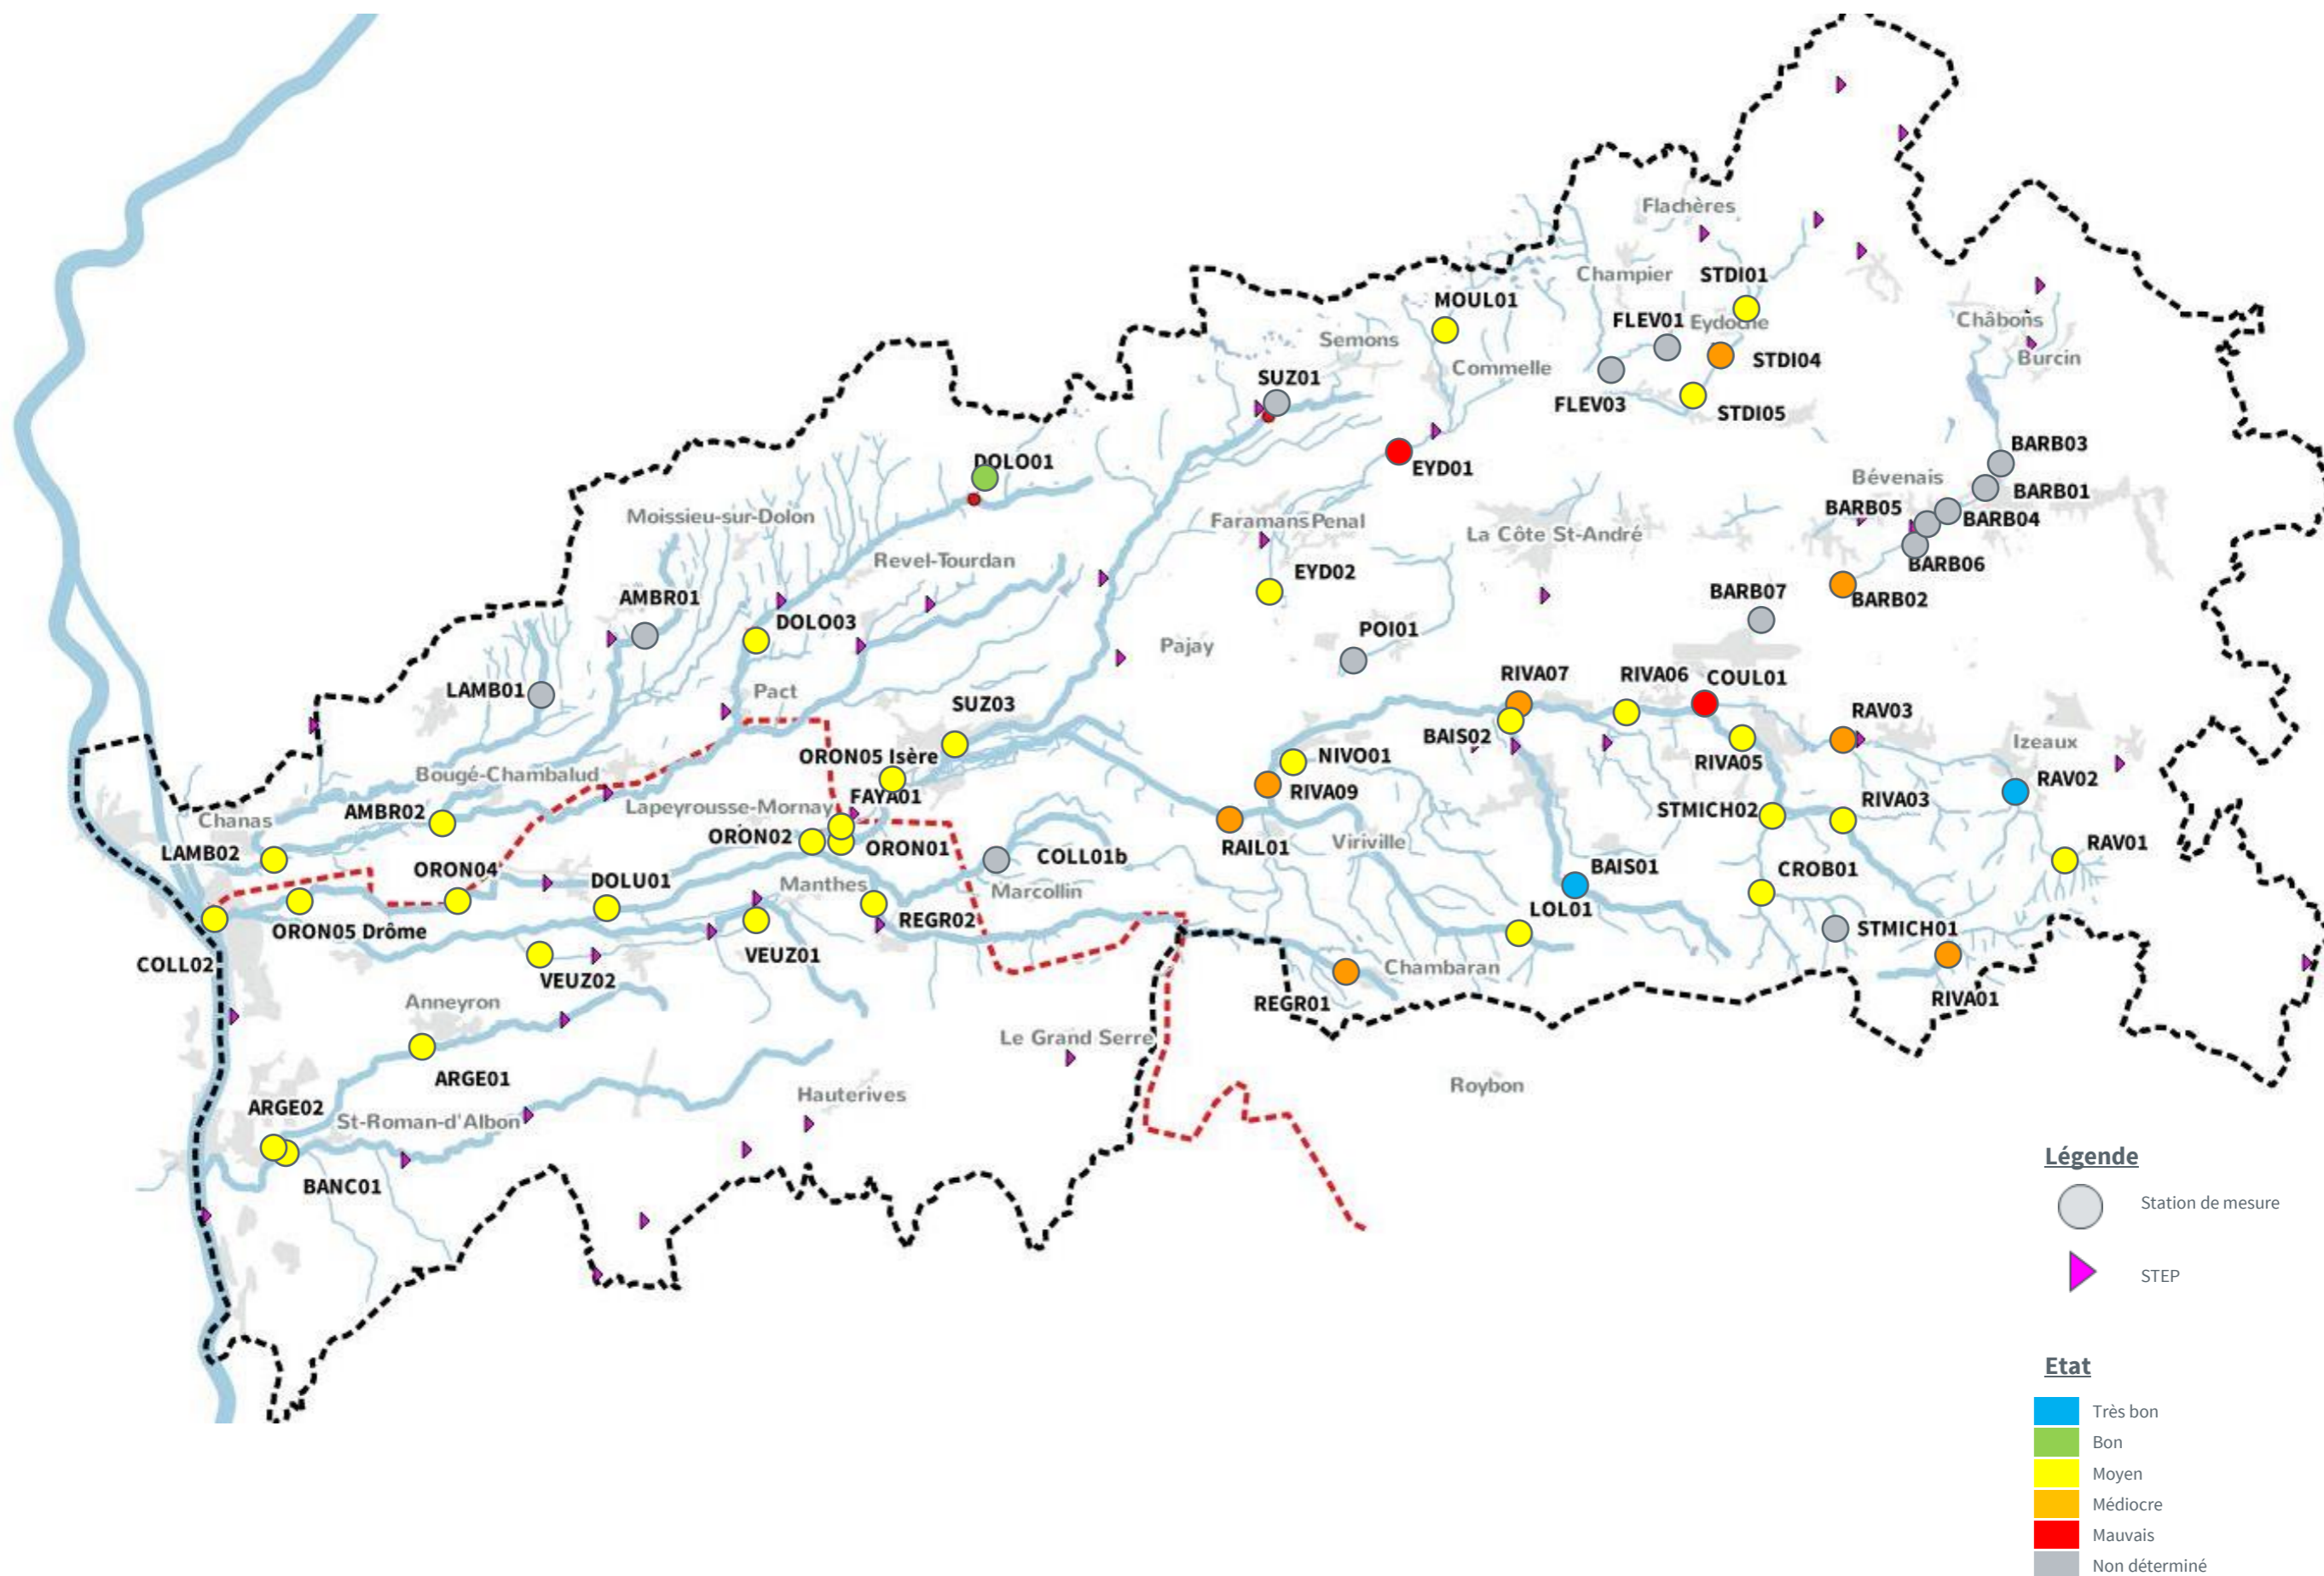 Flachères
Champier
STDI01
MOUL01
FLEV01
Eydoche
Châbons
Semons
Burcin
Commelle
STDI04
SUZ01
FLEV03
STDI05
BARB03
DOLO01
EYD01
Bévenais
BARB01
BARB05
BARB04
Moissieu-sur-Dolon
Faramans
Penal
La Côte St-André
Revel-Tourdan
EYD02
BARB06
AMBR01
BARB07
BARB02
DOLO03
POI01
Pajay
RIVA07
RIVA06
COUL01
LAMB01
Pact
SUZ03
RAV03
BAIS02
Izeaux
ORON05 Isère
NIVO01
RIVA05
Bougé-Chambalud
RAV02
FAYA01
RIVA09
AMBR02
Lapeyrousse-Mornay
STMICH02
RIVA03
Chanas
ORON02
ORON01
RAIL01
Viriville
RAV01
LAMB02
COLL01b
ORON04
DOLU01
Manthes
Marcollin
BAIS01
CROB01
LOL01
REGR02
ORON05 Drôme
STMICH01
COLL02
VEUZ01
VEUZ02
Chambaran
Anneyron
REGR01
RIVA01
Le Grand Serre
ARGE01
Roybon
Hauterives
ARGE02
St-Roman-d'Albon
BANC01
Légende
Station de mesure
STEP
Etat
Très bon
Bon
Moyen
Médiocre
Mauvais
Non déterminé